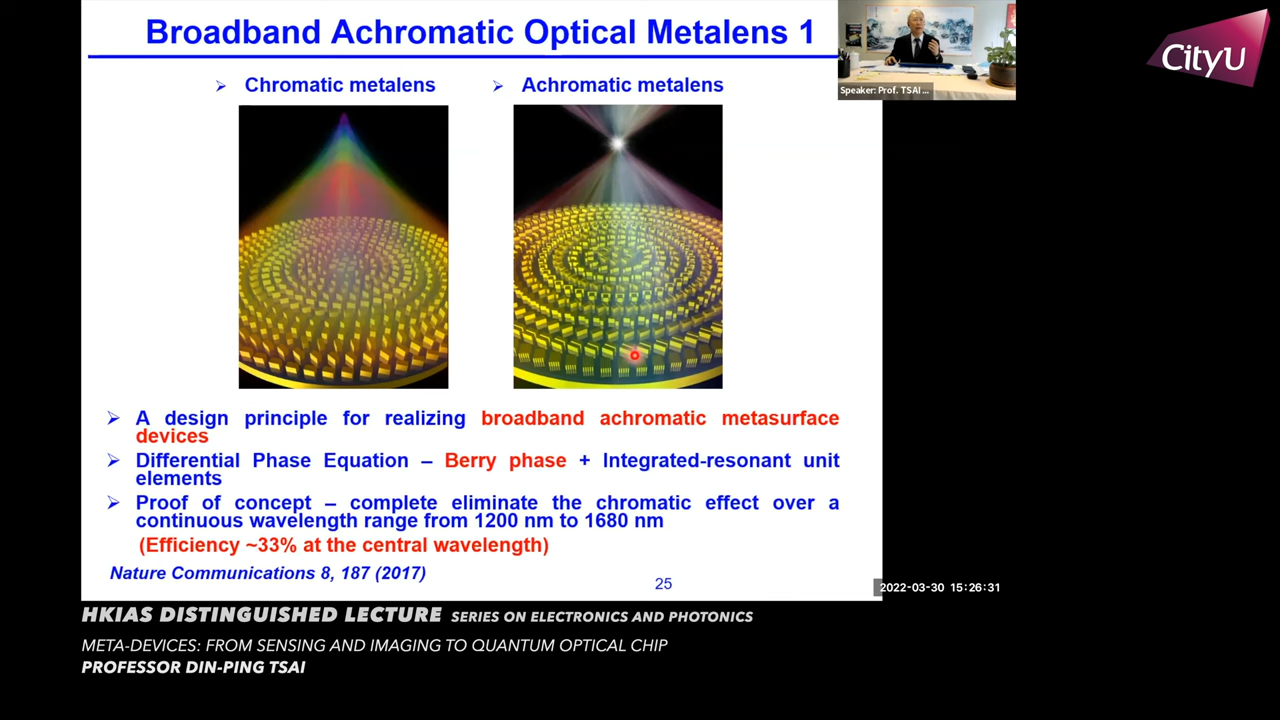 Broadband Achromatic Optical Metalens 1
CityU
Speaker: Prof. TSAI ...
➢ Chromatic metalens
➢ Achromatic metalens
➢ A design principle for realizing broadband achromatic metasurface
devices
➢ Differential Phase Equation – Berry phase + Integrated-resonant unit
elements
➢ Proof of concept – complete eliminate the chromatic effect over a
continuous wavelength range from 1200 nm to 1680 nm
(Efficiency ~33% at the central wavelength)
Nature Communications 8, 187 (2017)
25
2022-03-30 15:26:31
HKIAS DISTINGUISHED LECTURE SERIES ON ELECTRONICS AND PHOTONICS
META-DEVICES: FROM SENSING AND IMAGING TO QUANTUM OPTICAL CHIP
PROFESSOR DIN-PING TSAI